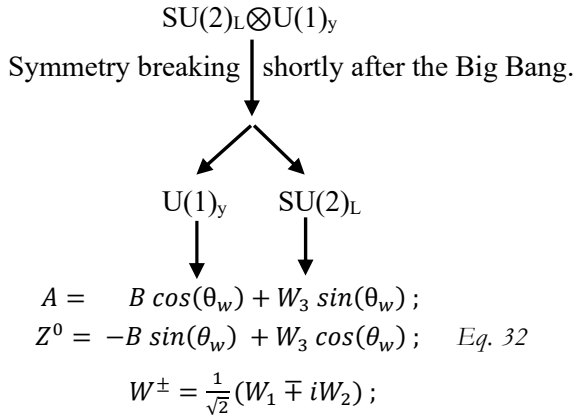 SU(2)L⊗U(1)y
Symmetry breaking shortly after the Big Bang.
U(1)y SU(2)L
A = B cos(θw) + W3 sin(θw) ;
Z⁰ = −B sin(θw) + W3 cos(θw) ; Eq. 32
W± = 1/√2 (W1 ∓ iW2) ;